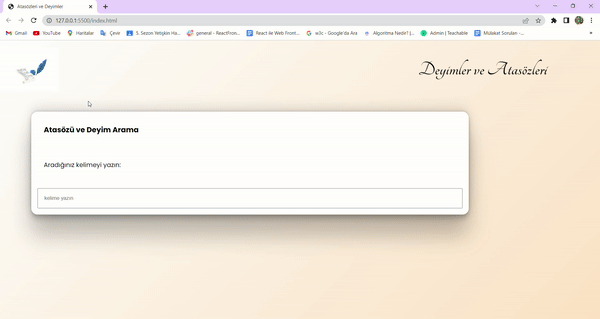 Atasözleri ve Deyimler
127.0.0.1:5500/index.html
Gmail YouTube Haritalar Çevir 5. Sezon Yetişkin Ha... general - ReactFron... React ile Web Front... w3c - Google'da Ara Algoritma Nedir? |... Admin | Teachable Mülakat Soruları -...
Deyimler ve Atasözleri
Atasözü ve Deyim Arama
Aradığınız kelimeyi yazın:
kelime yazın